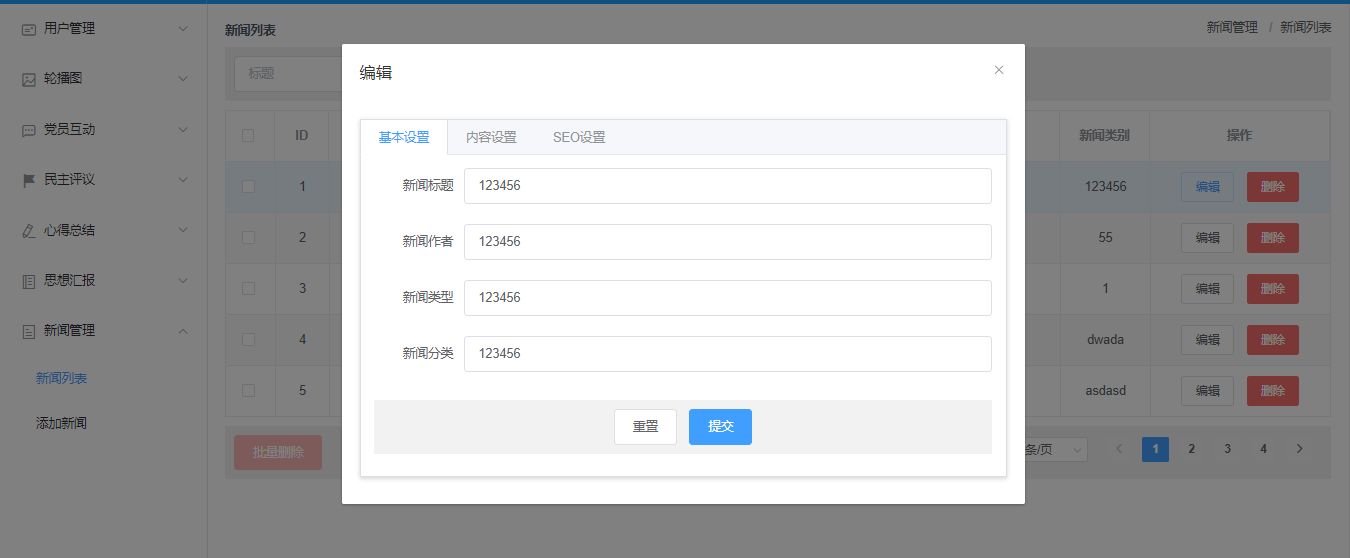 用户管理
轮播图
党员互动
民主评议
心得总结
思想汇报
新闻管理
新闻列表
添加新闻
新闻列表
新闻管理 / 新闻列表
标题
ID 新闻类别 操作
1 123456 编辑 删除
2 55 编辑 删除
3 1 编辑 删除
4 dwada 编辑 删除
5 asdasd 编辑 删除
批量删除
条/页 1 2 3 4
编辑
基本设置 内容设置 SEO设置
新闻标题 123456
新闻作者 123456
新闻类型 123456
新闻分类 123456
重置 提交